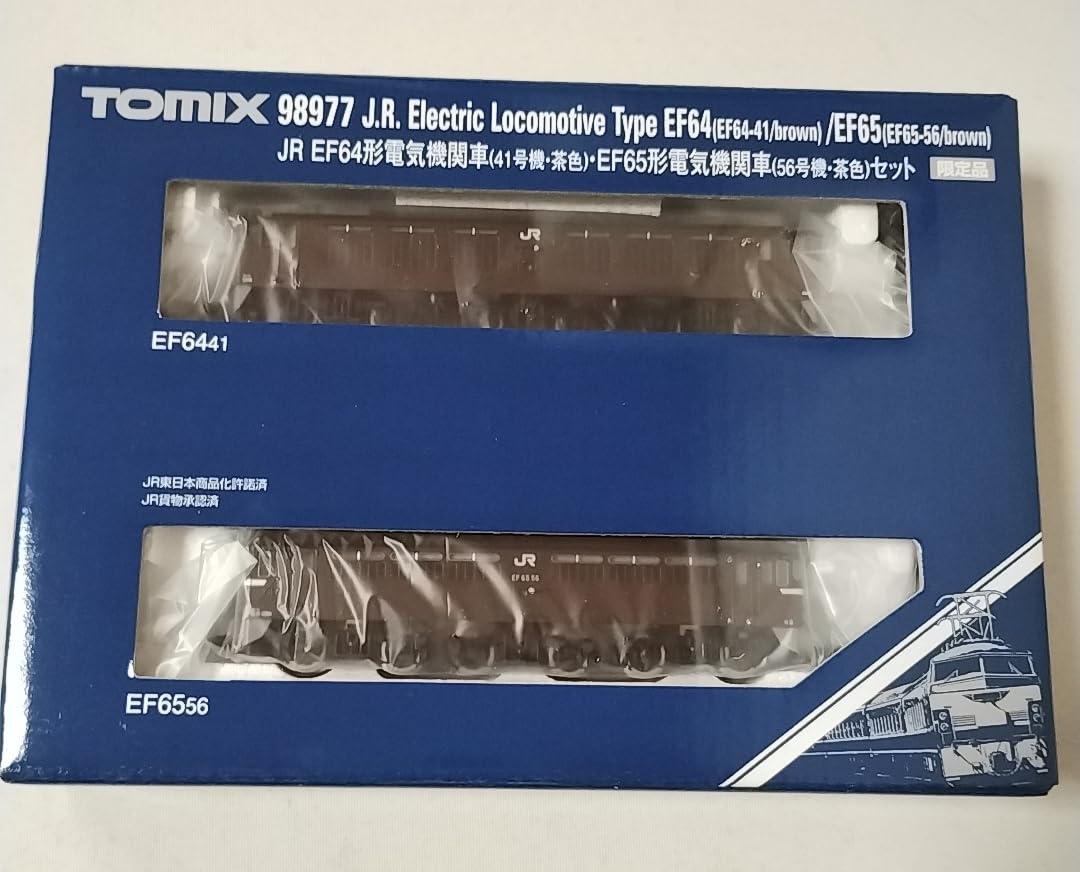 TOMIX 98977 J.R. Electric Locomotive Type EF64(EF64-41/brown) /EF65(EF65-56/brown)
JR EF64形電気機関車(41号機・茶色)・EF65形電気機関車(56号機・茶色)セット 限定品
JR
EF6441
JR東日本商品化許諾済
JR貨物承認済
JR
EF 65 56
EF6556